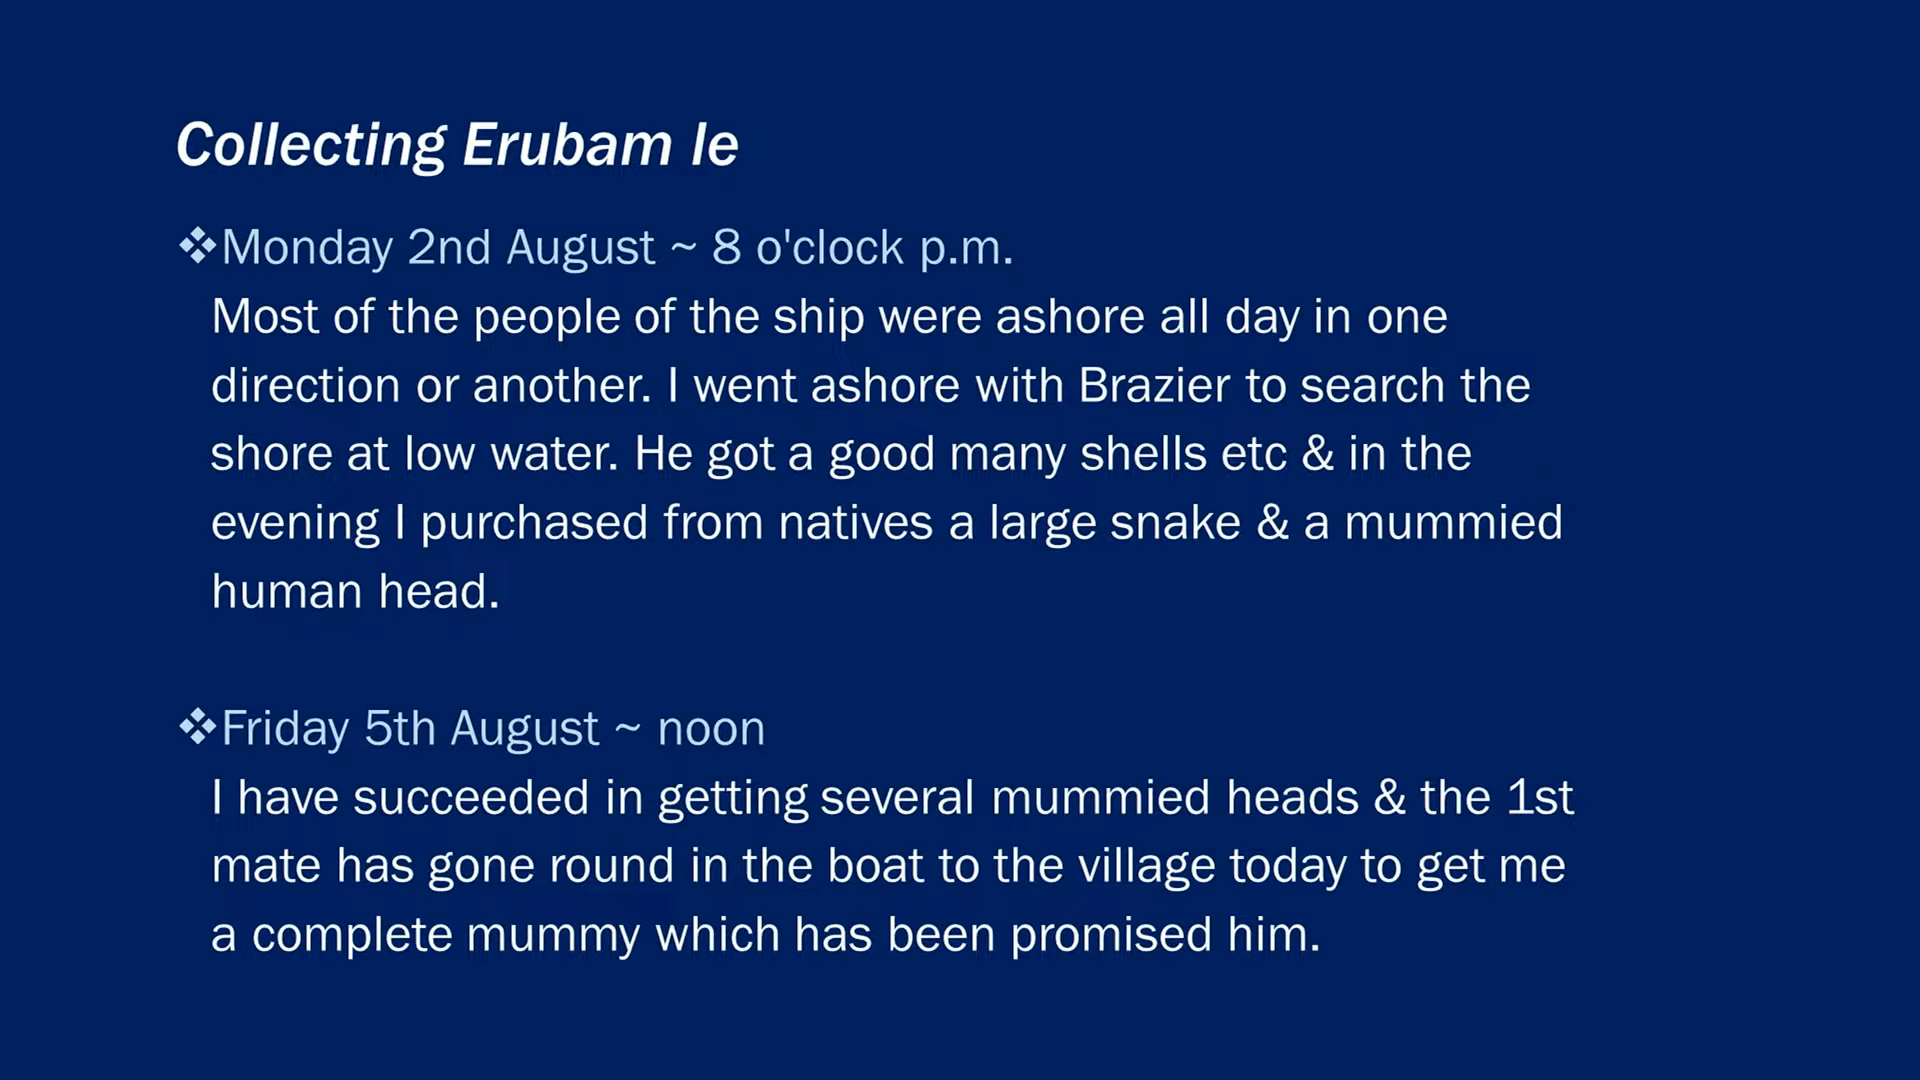 Collecting Erubam le
❖Monday 2nd August ~ 8 o'clock p.m.
Most of the people of the ship were ashore all day in one
direction or another. I went ashore with Brazier to search the
shore at low water. He got a good many shells etc & in the
evening I purchased from natives a large snake & a mummied
human head.
❖Friday 5th August ~ noon
I have succeeded in getting several mummied heads & the 1st
mate has gone round in the boat to the village today to get me
a complete mummy which has been promised him.